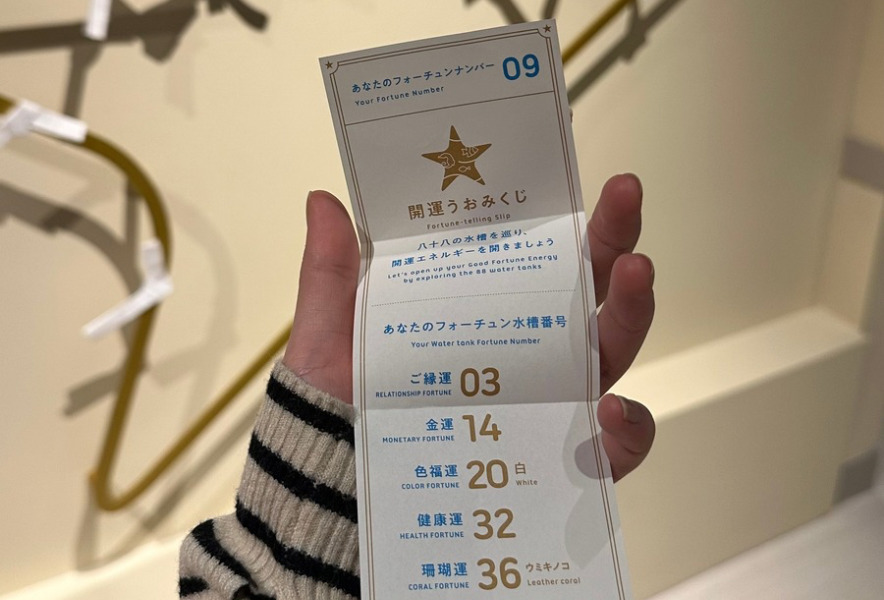 あなたのフォーチュンナンバー 09
Your Fortune Number
開運うおみくじ
Fortune-telling Slip
八十八の水槽を巡り、
開運エネルギーを開きましょう
Let's open up your Good Fortune Energy
by exploring the 88 water tanks
あなたのフォーチュン水槽番号
Your Water tank Fortune Number
ご縁運 03
RELATIONSHIP FORTUNE
金運 14
MONETARY FORTUNE
色福運 20 白
COLOR FORTUNE White
健康運 32
HEALTH FORTUNE
珊瑚運 36 ウミキノコ
CORAL FORTUNE Leather coral